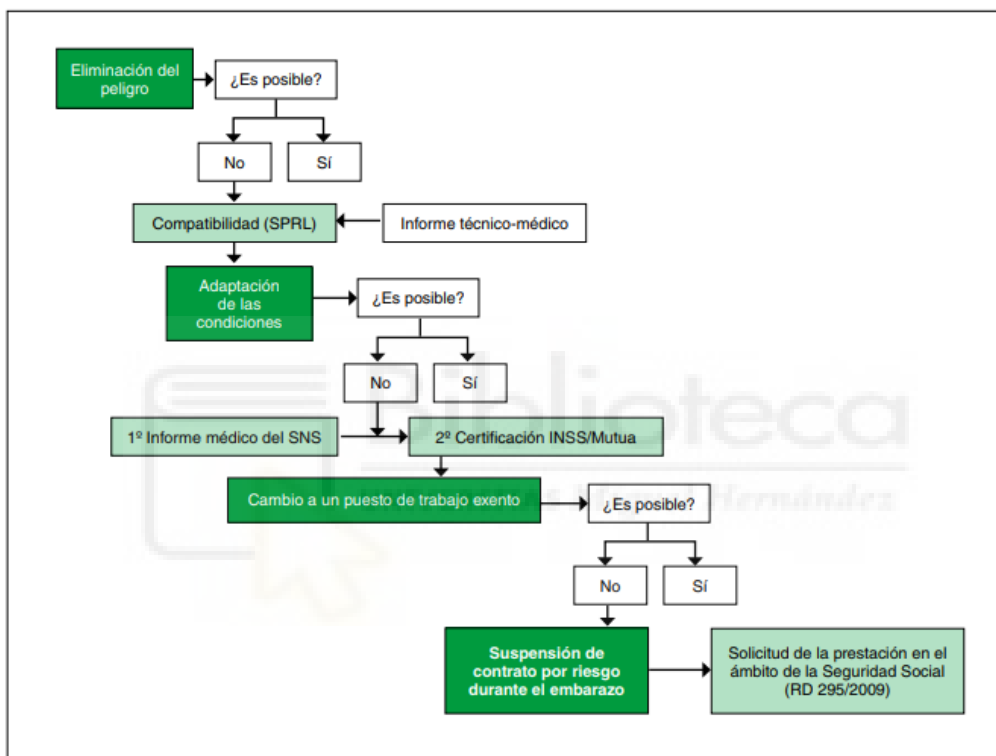 Eliminación del
peligro
¿Es posible?
No
Sí
Compatibilidad (SPRL)
Informe técnico-médico
Adaptación
de las
condiciones
¿Es posible?
No
Sí
Biblioteca
1º Informe médico del SNS
2º Certificación INSS/Mutua
Cambio a un puesto de trabajo exento
¿Es posible?
Miguel Hernández
No
Sí
Suspensión de
contrato por riesgo
durante el embarazo
Solicitud de la prestación en el
ámbito de la Seguridad Social
(RD 295/2009)